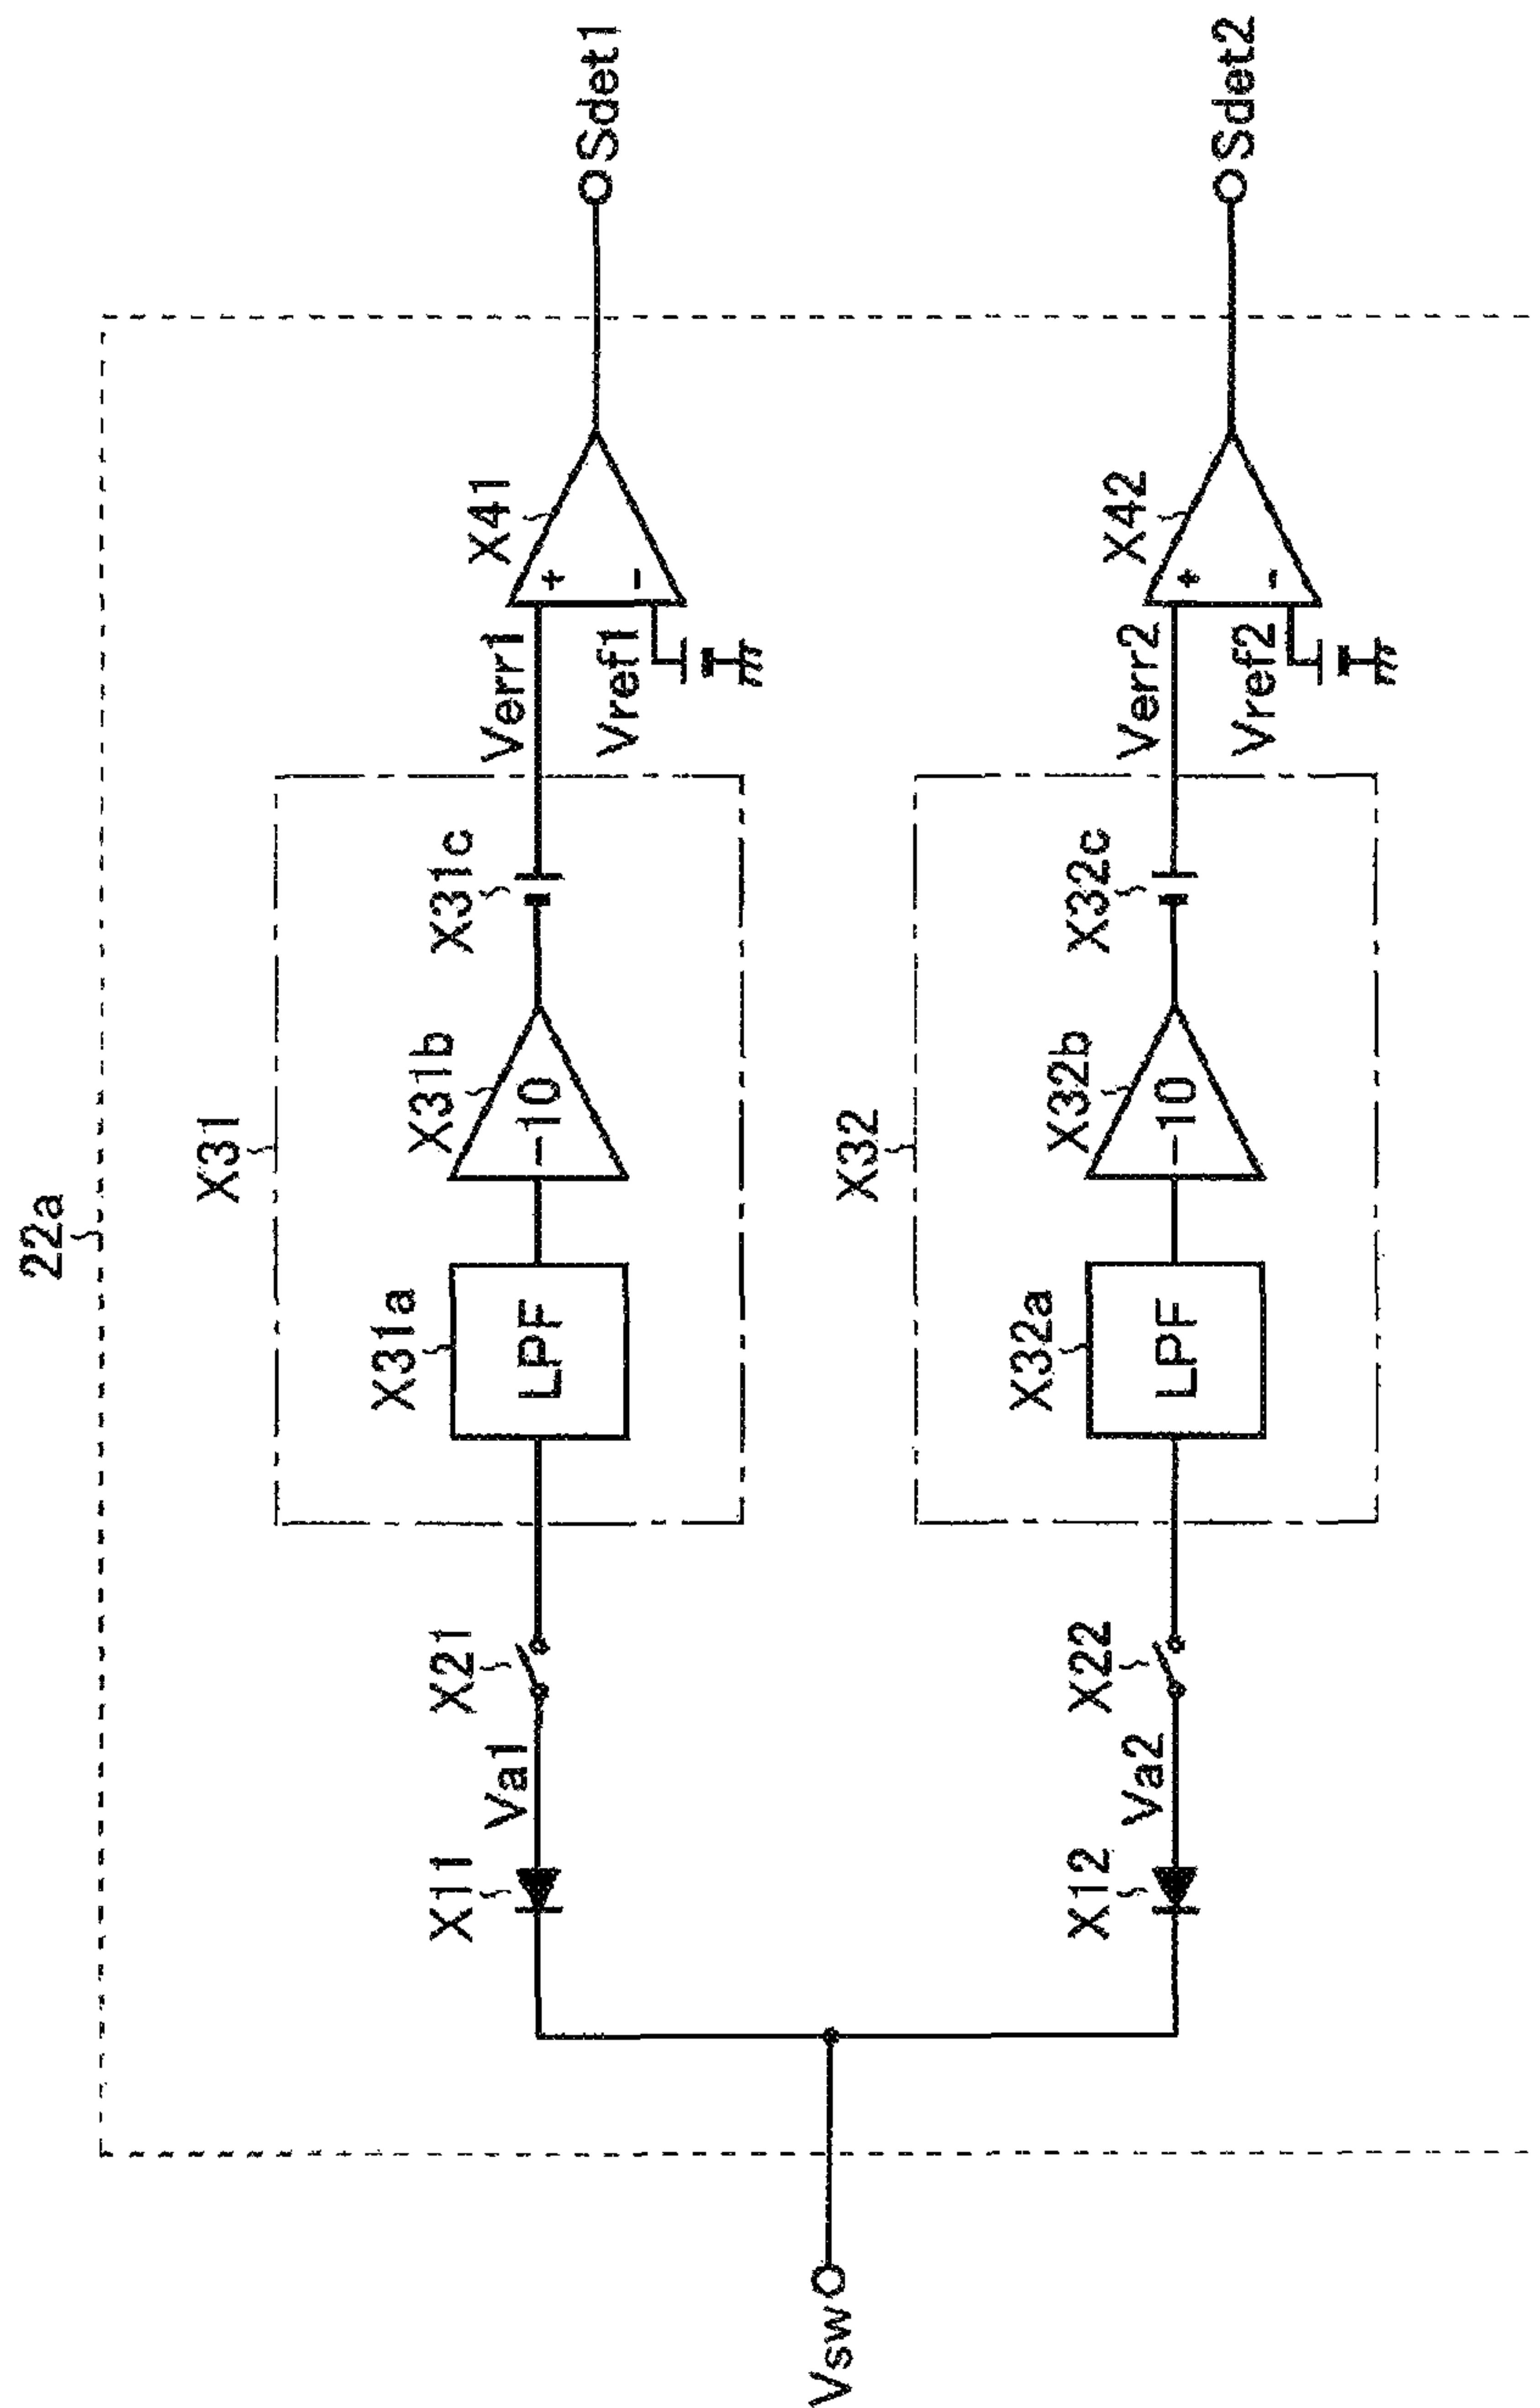 22a
X31
X11
Va1
X21
X31a
LPF
X31b
-10
X31c
Verr1
Vref1
X41
+
-
Sdet1
Vsw
X32
X12
Va2
X22
X32a
LPF
X32b
-10
X32c
Verr2
Vref2
X42
+
-
Sdet2